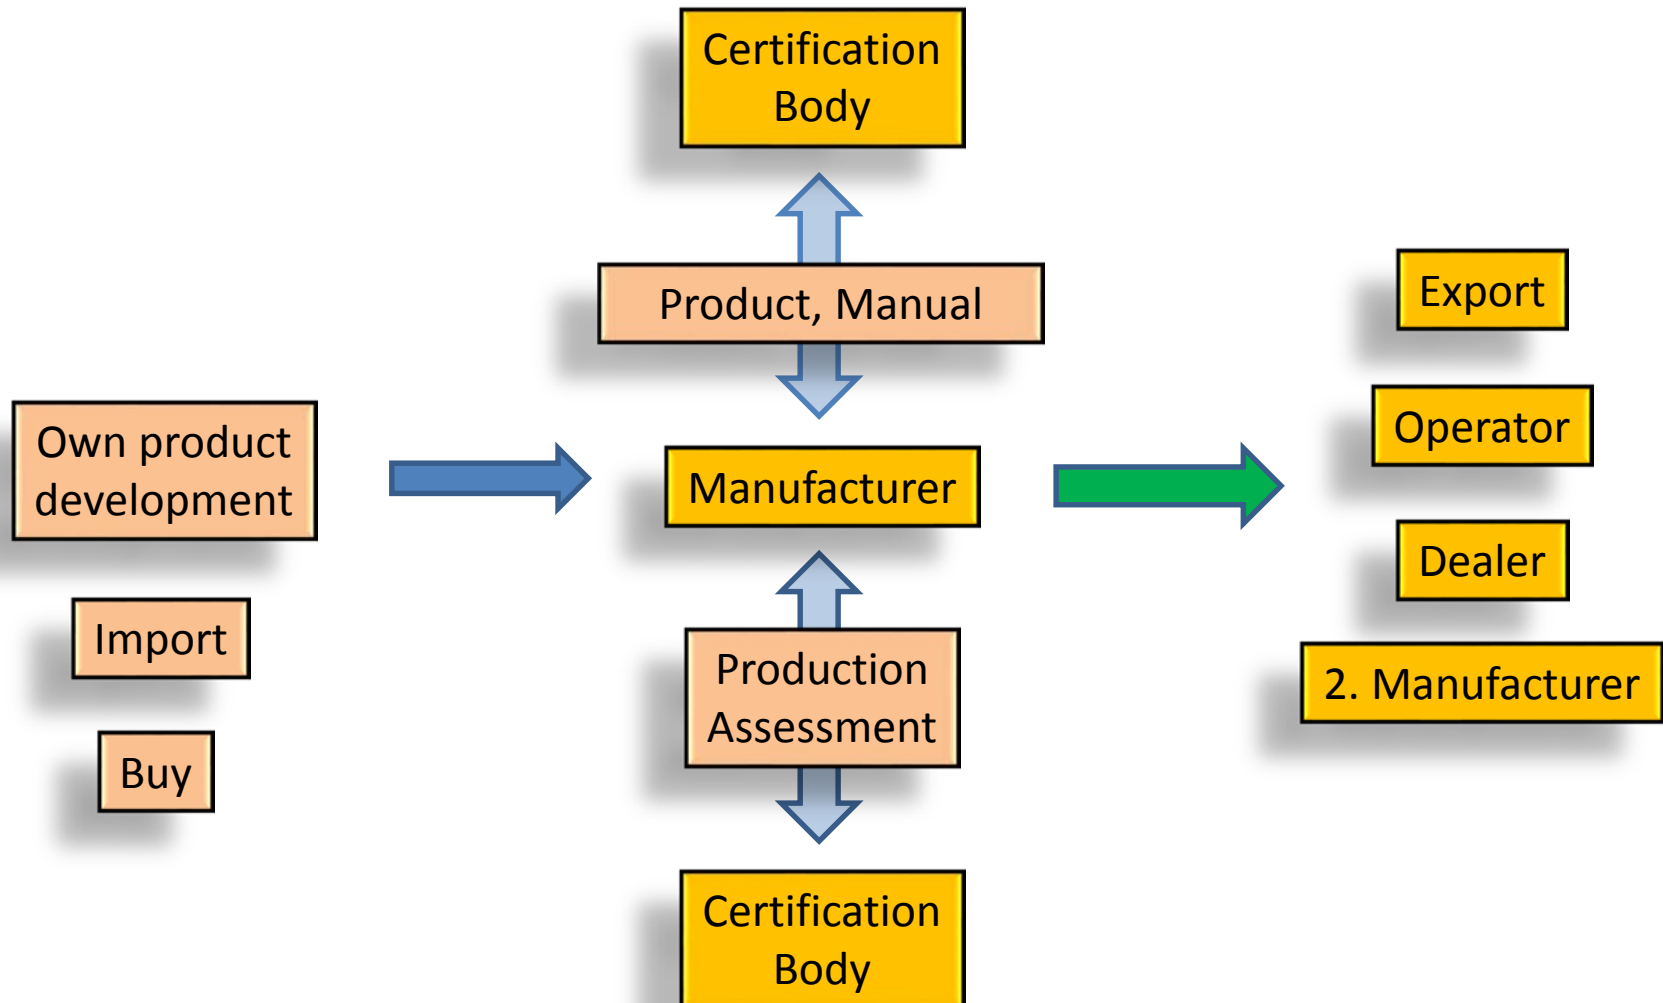 Certification
Body
Product, Manual
Own product
development
Import
Buy
Manufacturer
Production
Assessment
Certification
Body
Export
Operator
Dealer
2. Manufacturer